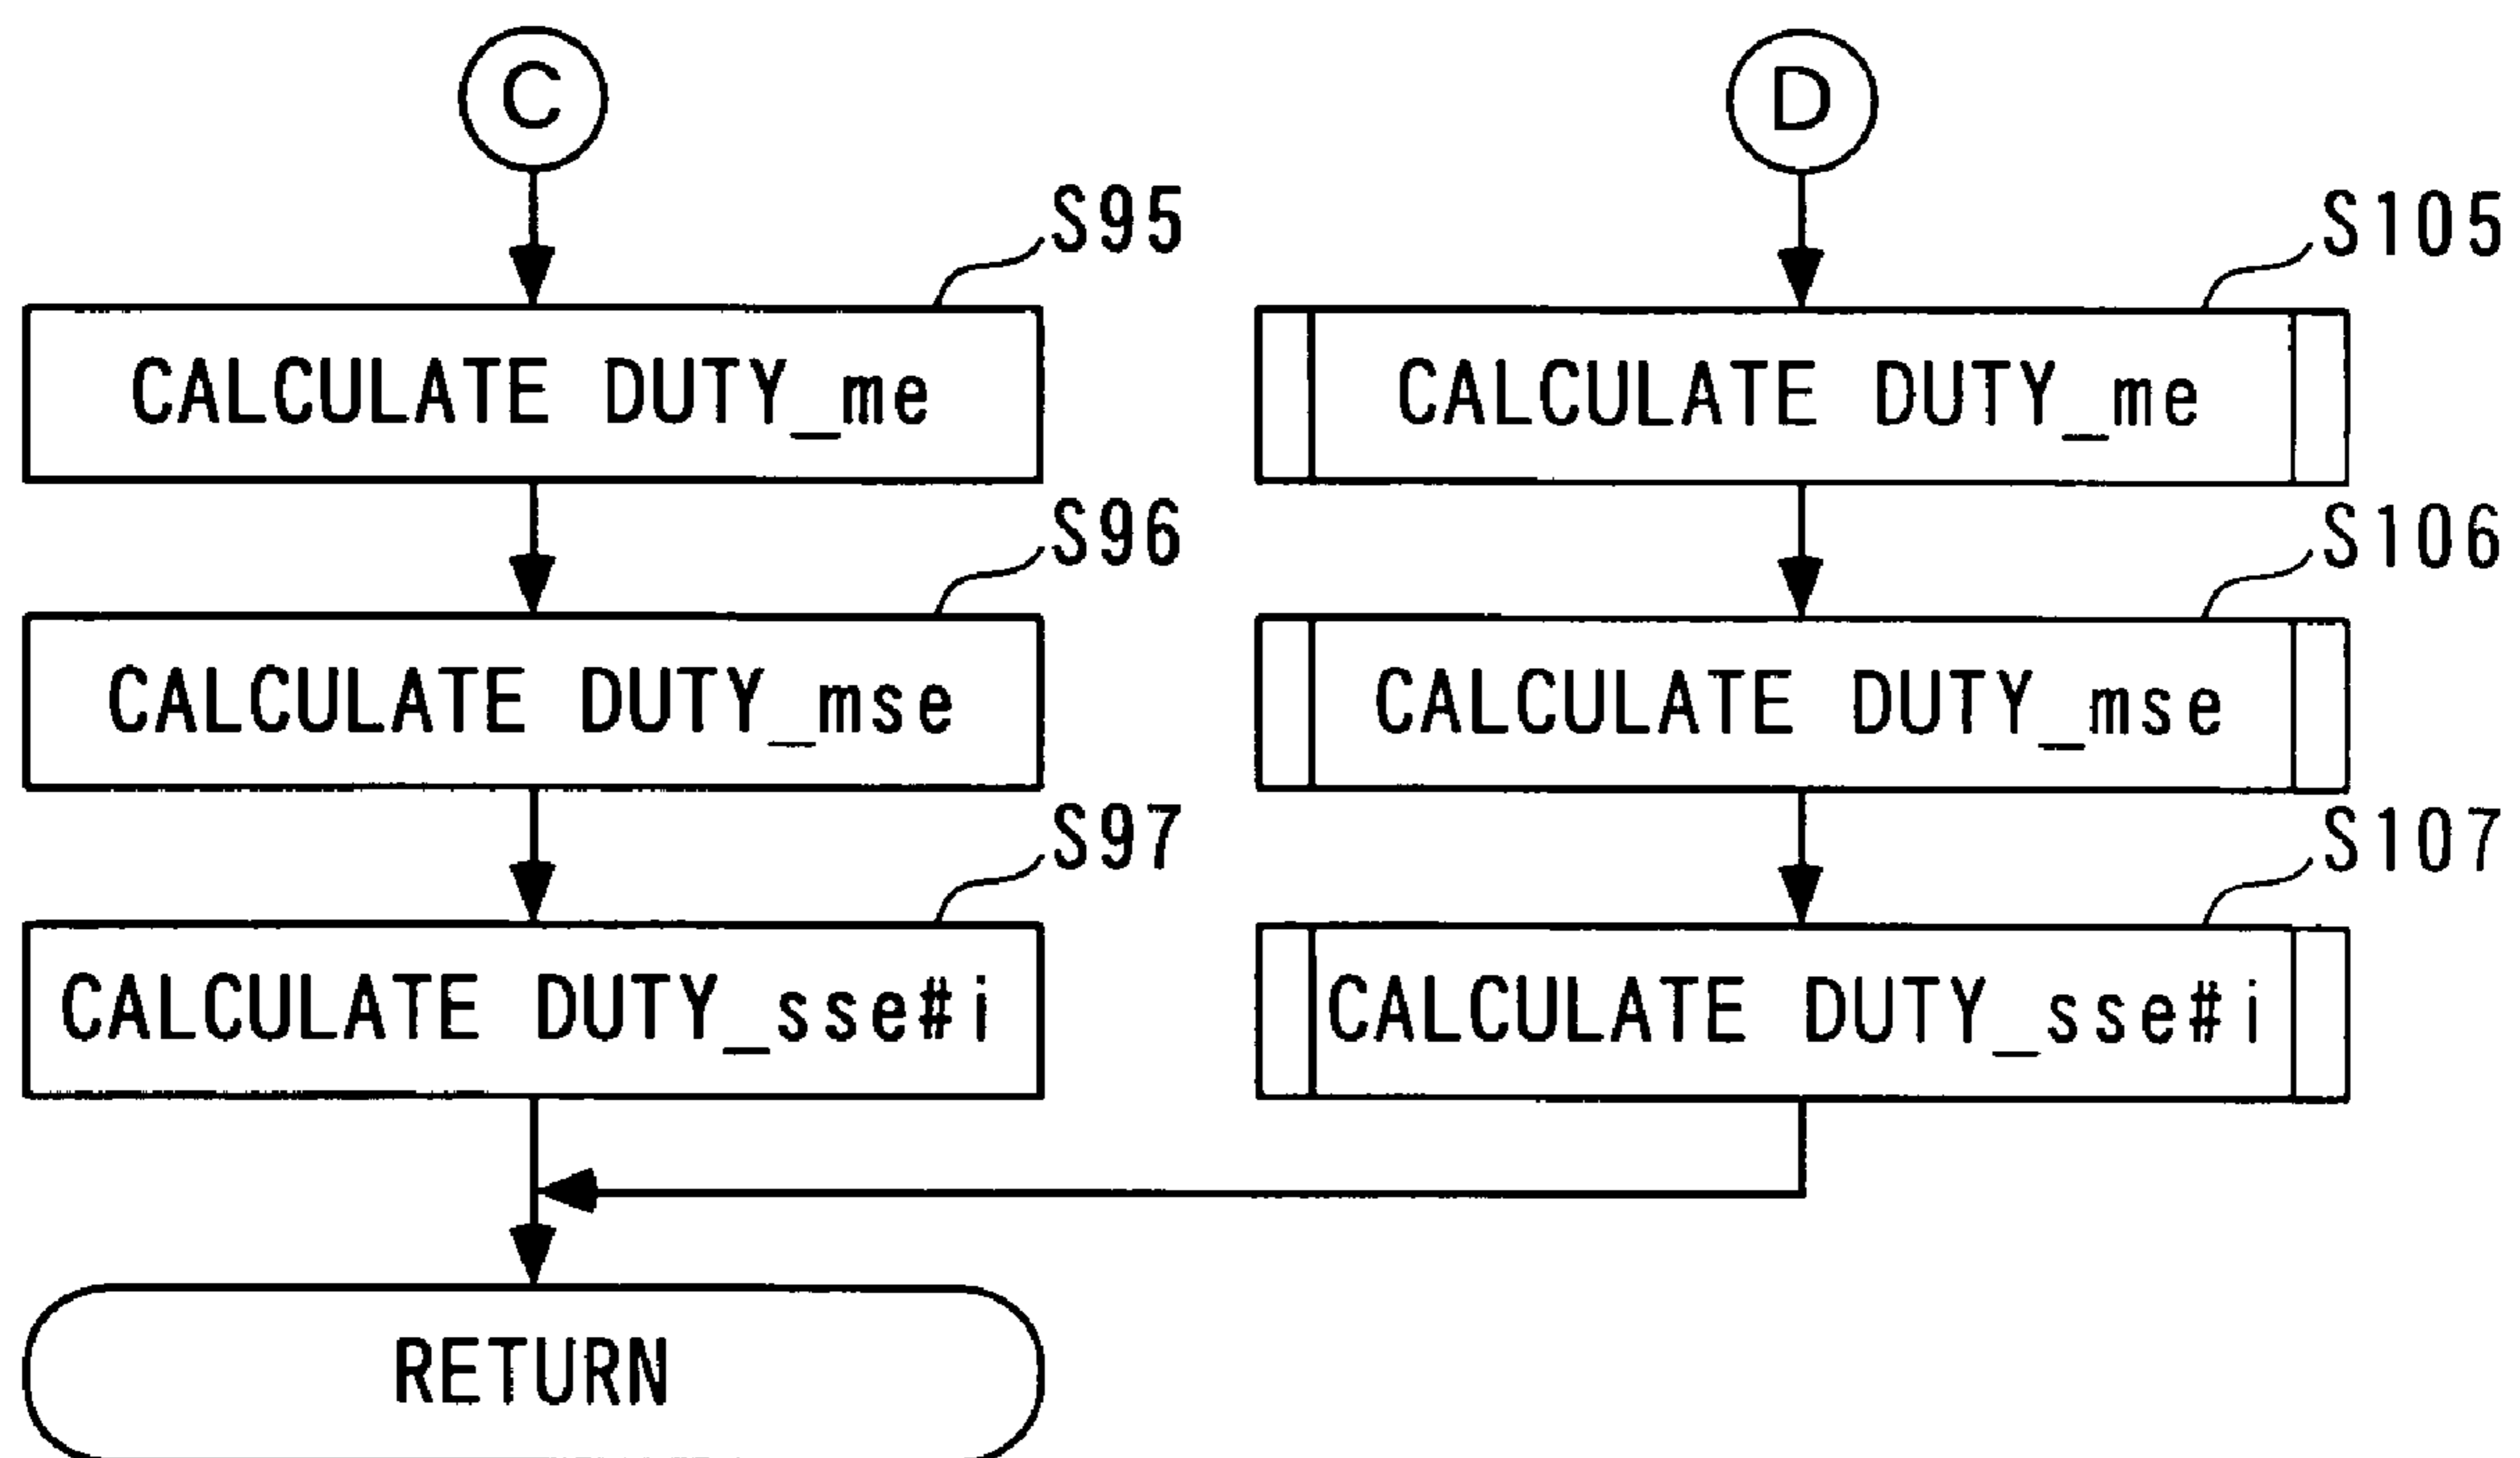 C
D
S95
S105
CALCULATE DUTY_me
CALCULATE DUTY_me
S96
S106
CALCULATE DUTY_mse
CALCULATE DUTY_mse
S97
S107
CALCULATE DUTY_sse#i
CALCULATE DUTY_sse#i
RETURN